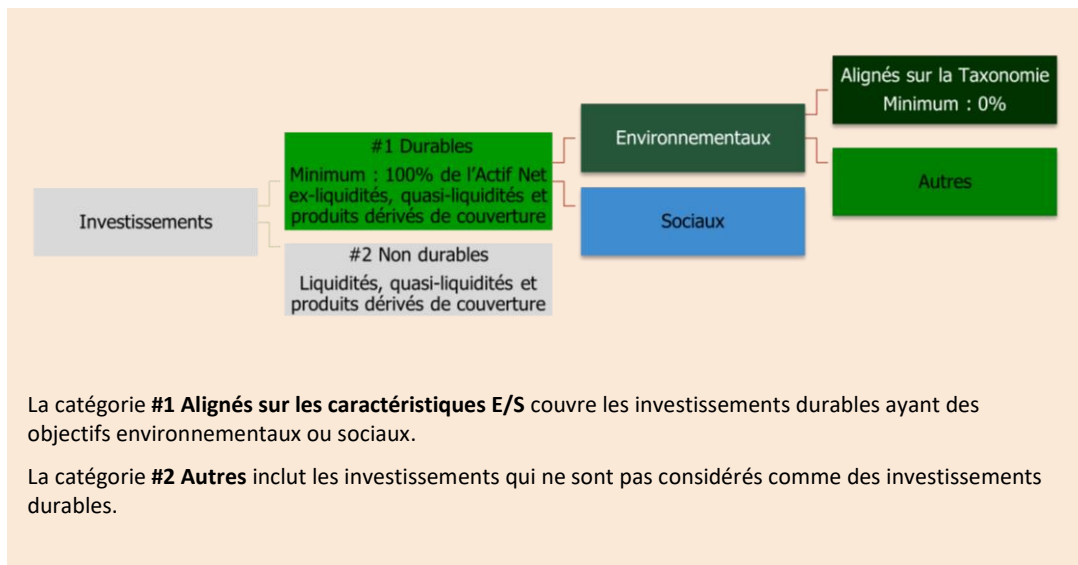 Alignés sur la Taxonomie
Minimum : 0%
Environnementaux
#1 Durables
Minimum : 100% de l'Actif Net
ex-liquidités, quasi-liquidités et
produits dérivés de couverture
Autres
Investissements
Sociaux
#2 Non durables
Liquidités, quasi-liquidités et
produits dérivés de couverture
La catégorie #1 Alignés sur les caractéristiques E/S couvre les investissements durables ayant des
objectifs environnementaux ou sociaux.
La catégorie #2 Autres inclut les investissements qui ne sont pas considérés comme des investissements
durables.